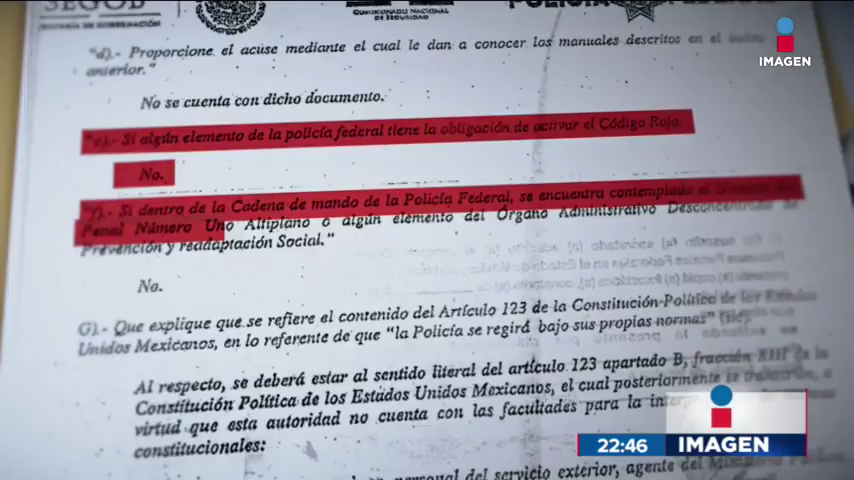 SEGOB
SECRETARÍA DE GOBERNACIÓN
COMISIONADO NACIONAL
DE SEGURIDAD
POLICÍA FEDERAL
IMAGEN
"d).- Proporcione el acuse mediante el cual le dan a conocer los manuales descritos en el inciso
anterior."
No se cuenta con dicho documento.
"e).- Si algún elemento de la policía federal tiene la obligación de activar el Código Rojo.
No.
"f).- Si dentro de la Cadena de mando de la Policía Federal, se encuentra contemplado el
Penal Número Uno Altiplano o algún elemento del Órgano Administrativo Desconcentrado de
Prevención y readaptación Social."
No.
G).- Que explique que se refiere el contenido del Artículo 123 de la Constitución Política de los Estados
Unidos Mexicanos, en lo referente de que "la Policía se regirá bajo sus propias normas" (sic).
Al respecto, se deberá estar al sentido literal del artículo 123 apartado B, fracción XIII de la
Constitución Política de los Estados Unidos Mexicanos, el cual posteriormente se
virtud que esta autoridad no cuenta con las facultades para la
constitucionales:
personal del servicio exterior, agente del Ministerio Público,
22:46 IMAGEN